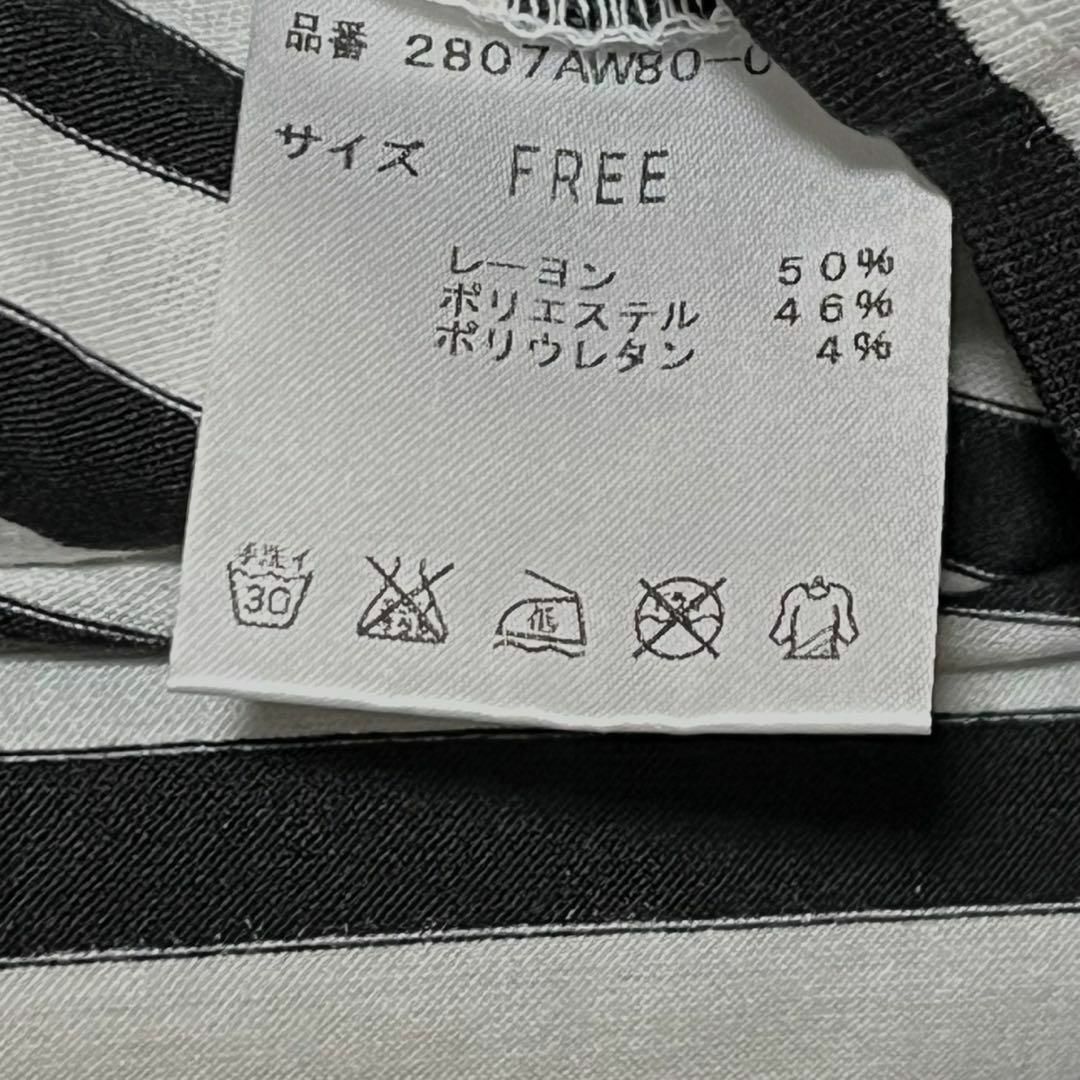 品番 2807AW80-0
サイズ FREE
レーヨン 50%
ポリエステル 46%
ポリウレタン 4%
手洗イ
30
低